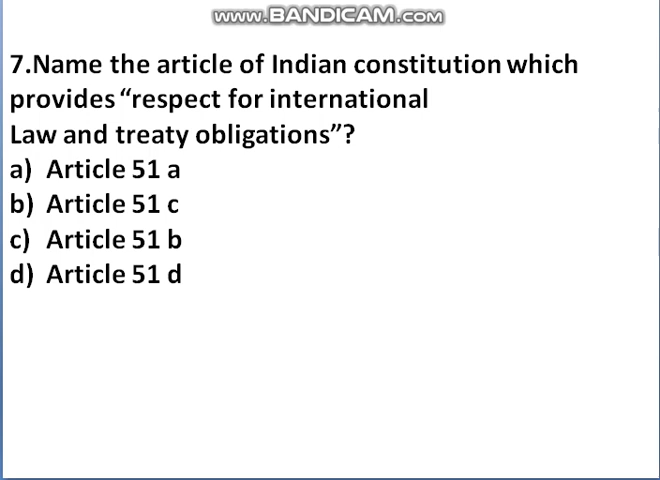 www.BANDICAM.com
7.Name the article of Indian constitution which
provides “respect for international
Law and treaty obligations”?
a) Article 51 a
b) Article 51 c
c) Article 51 b
d) Article 51 d